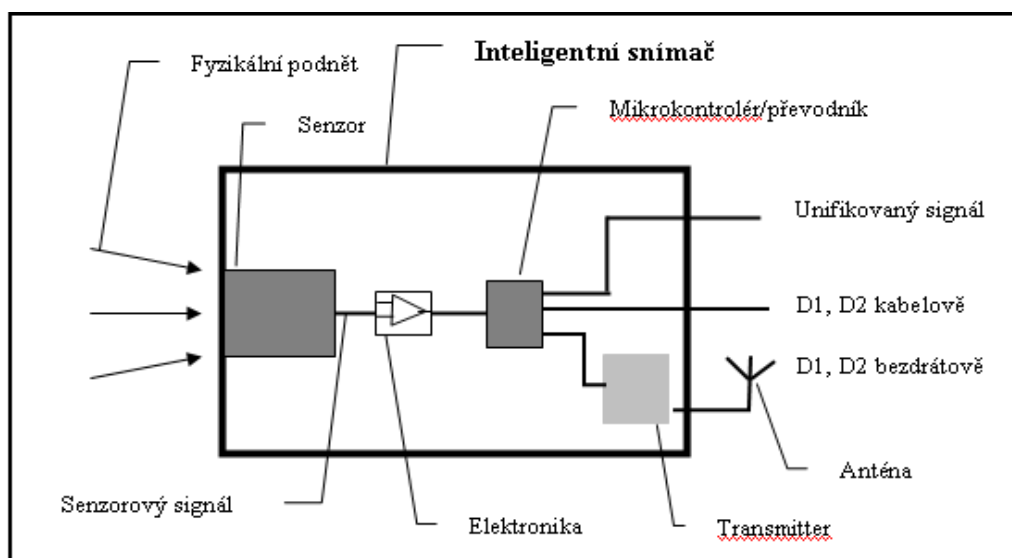 Inteligentní snímač
Fyzikální podnět
Mikrokontrolér/převodník
Senzor
Unifikovaný signál
D1, D2 kabelově
D1, D2 bezdrátově
Anténa
Senzorový signál
Elektronika
Transmitter